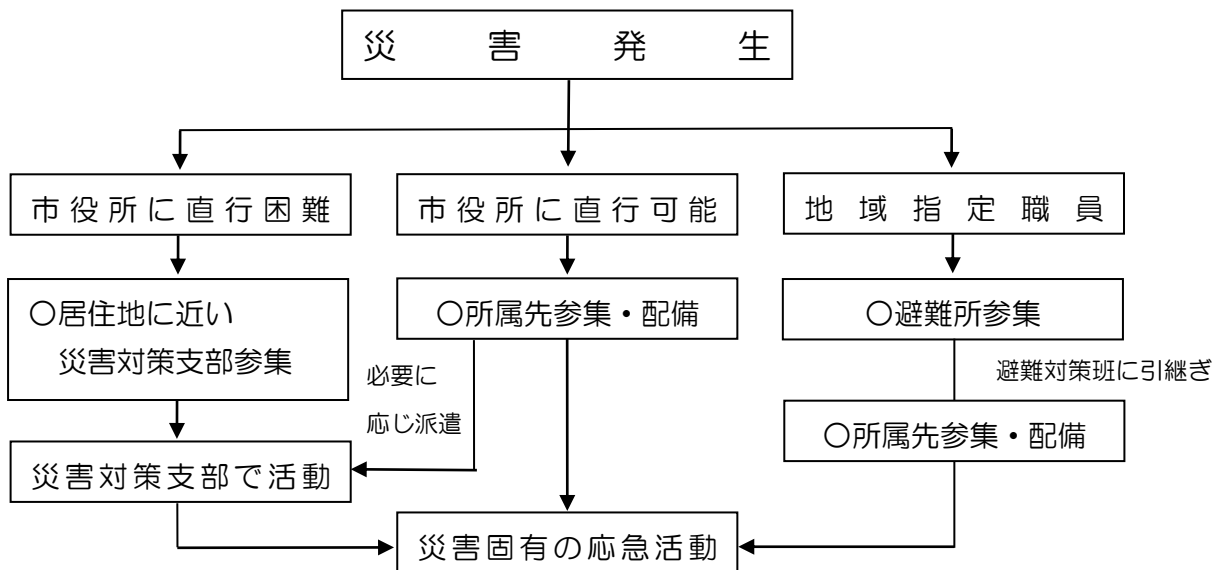 災害発生
市役所に直行困難
市役所に直行可能
地域指定職員
〇居住地に近い
災害対策支部参集
〇所属先参集・配備
〇避難所参集
必要に
応じ派遣
避難対策班に引継ぎ
〇所属先参集・配備
災害対策支部で活動
災害固有の応急活動